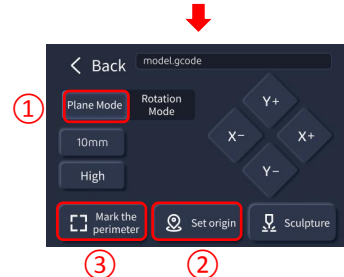 Back
model.gcode
①
Plane Mode
Rotation
Mode
Y+
10mm
X-
X+
High
Y-
Mark the
perimeter
Set origin
Sculpture
③
②